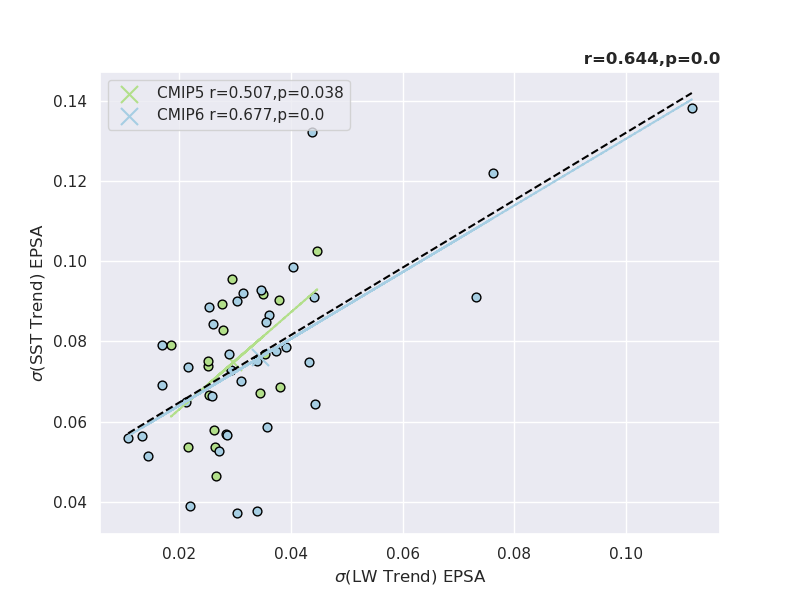 r=0.644,p=0.0
CMIP5 r=0.507,p=0.038
CMIP6 r=0.677,p=0.0
0.14
0.12
0.10
0.08
0.06
0.04
σ(SST Trend) EPSA
0.02
0.04
0.06
0.08
0.10
σ(LW Trend) EPSA